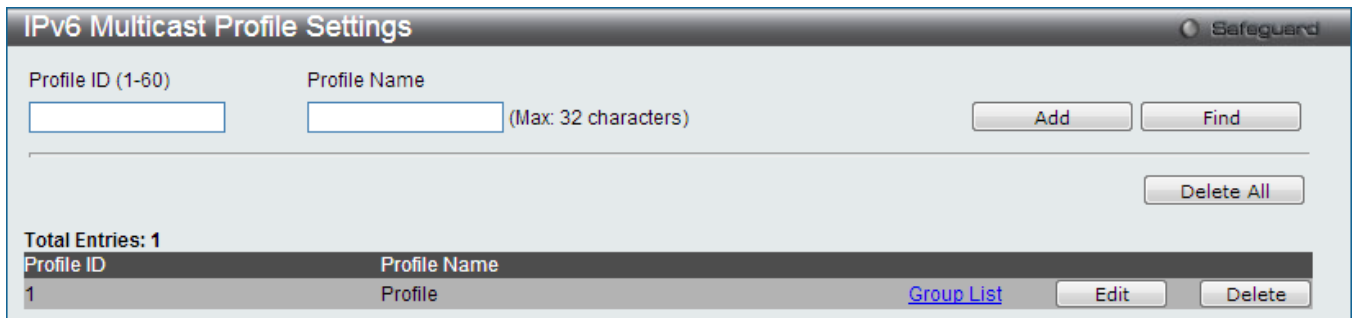 IPv6 Multicast Profile Settings
Safeguard
Profile ID (1-60) Profile Name
(Max: 32 characters) Add Find
Delete All
Total Entries: 1
Profile ID Profile Name
1 Profile Group List Edit Delete